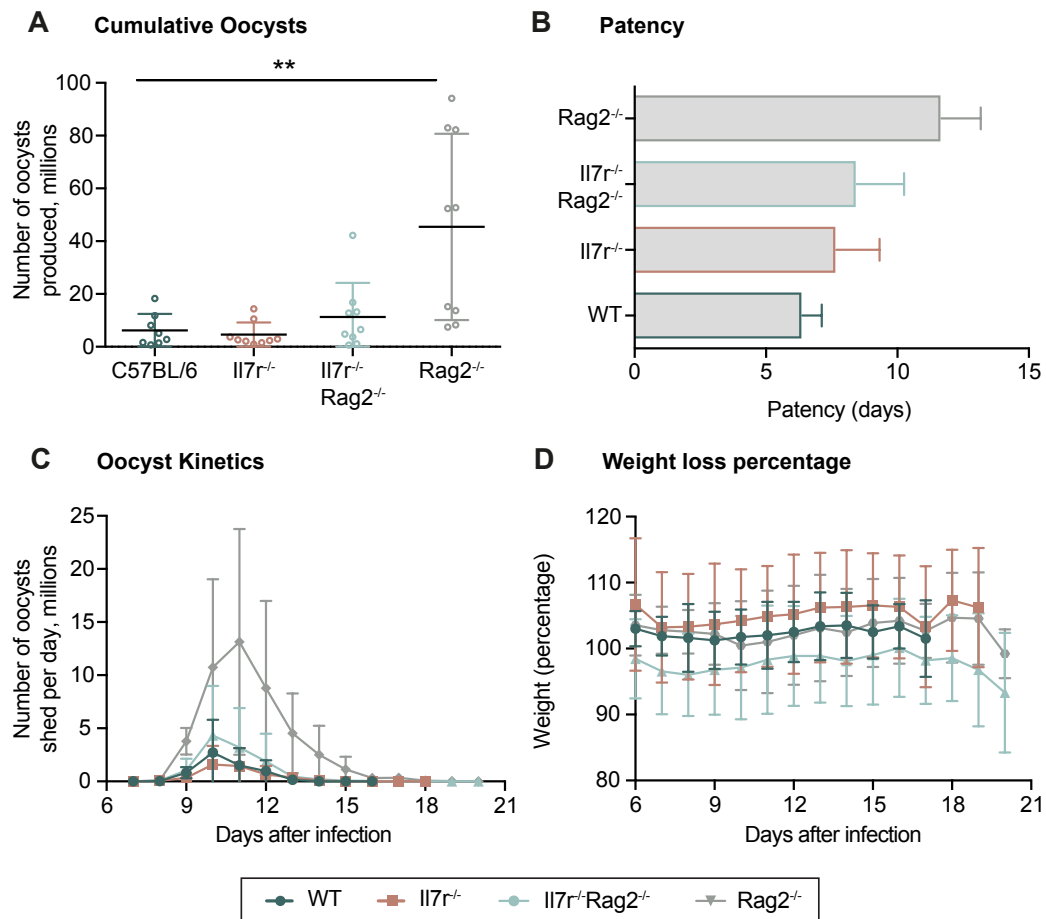 A Cumulative Oocysts
**
Number of oocysts
produced, millions
100
80
60
40
20
0
C57BL/6 Il7r-/- Il7r-/- Rag2-/-
Rag2-/-
B Patency
Rag2-/-
Il7r-/-
Rag2-/-
Il7r-/-
WT
0 5 10 15
Patency (days)
C Oocyst Kinetics
Number of oocysts
shed per day, millions
25
20
15
10
5
0
6 9 12 15 18 21
Days after infection
D Weight loss percentage
Weight (percentage)
120
110
100
90
80
6 9 12 15 18 21
Days after infection
WT Il7r-/- Il7r-/-Rag2-/- Rag2-/-